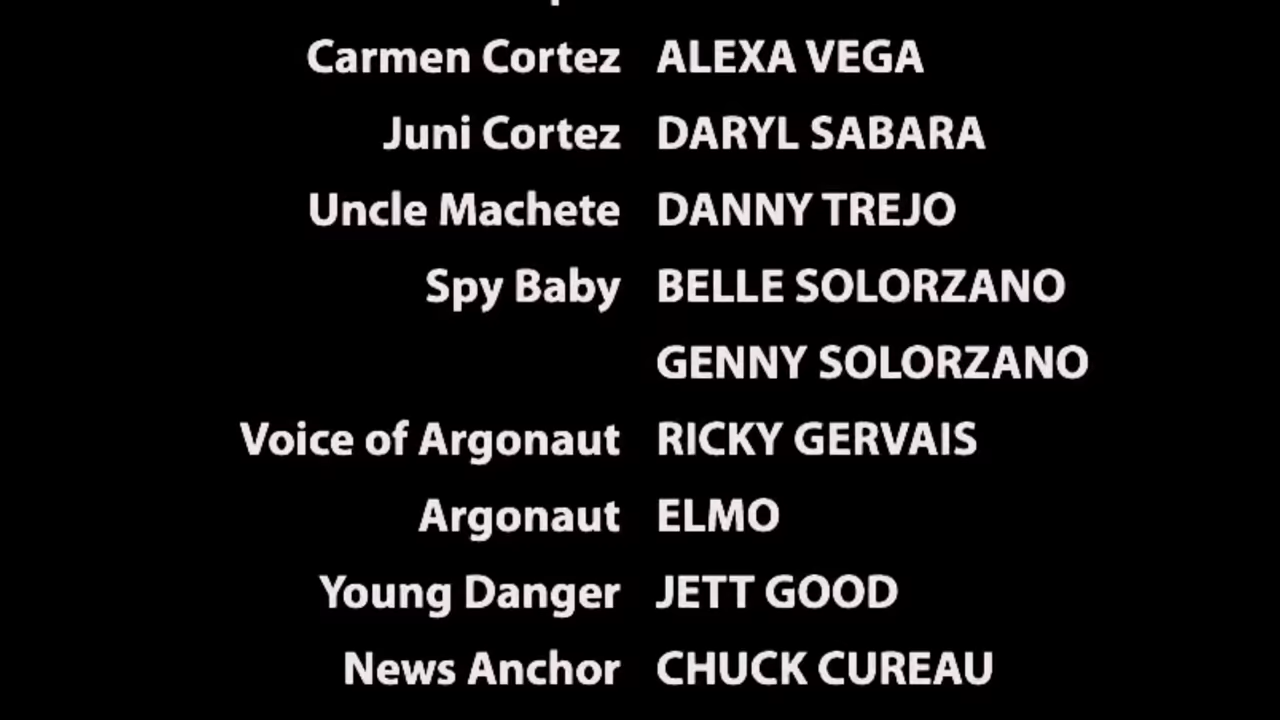 Carmen Cortez ALEXA VEGA
Juni Cortez DARYL SABARA
Uncle Machete DANNY TREJO
Spy Baby BELLE SOLORZANO
GENNY SOLORZANO
Voice of Argonaut RICKY GERVAIS
Argonaut ELMO
Young Danger JETT GOOD
News Anchor CHUCK CUREAU